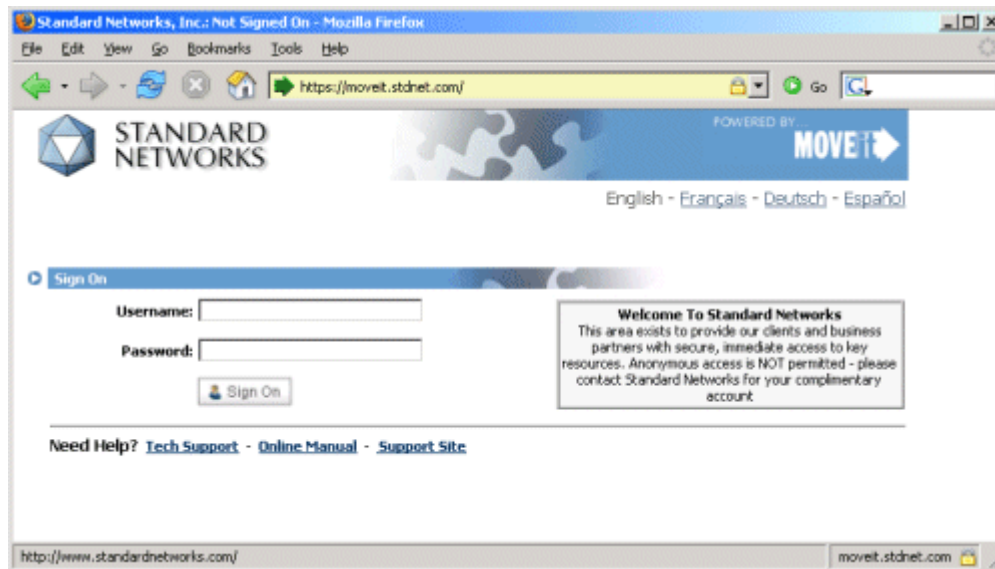 Standard Networks, Inc.: Not Signed On - Mozilla Firefox
File Edit View Go Bookmarks Tools Help
https://moveit.stdnet.com/ Go G
STANDARD
NETWORKS
POWERED BY...
MOVEit
English - Français - Deutsch - Español
Sign On
Username:
Password:
Sign On
Welcome To Standard Networks
This area exists to provide our clients and business
partners with secure, immediate access to key
resources. Anonymous access is NOT permitted - please
contact Standard Networks for your complimentary
account
Need Help? Tech Support - Online Manual - Support Site
http://www.standardnetworks.com/ moveit.stdnet.com